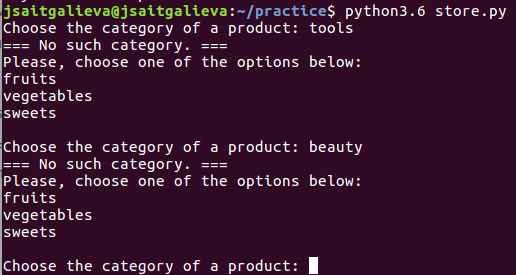 jsaitgalieva@jsaitgalieva:~/practice$ python3.6 store.py
Choose the category of a product: tools
=== No such category. ===
Please, choose one of the options below:
fruits
vegetables
sweets
Choose the category of a product: beauty
=== No such category. ===
Please, choose one of the options below:
fruits
vegetables
sweets
Choose the category of a product: